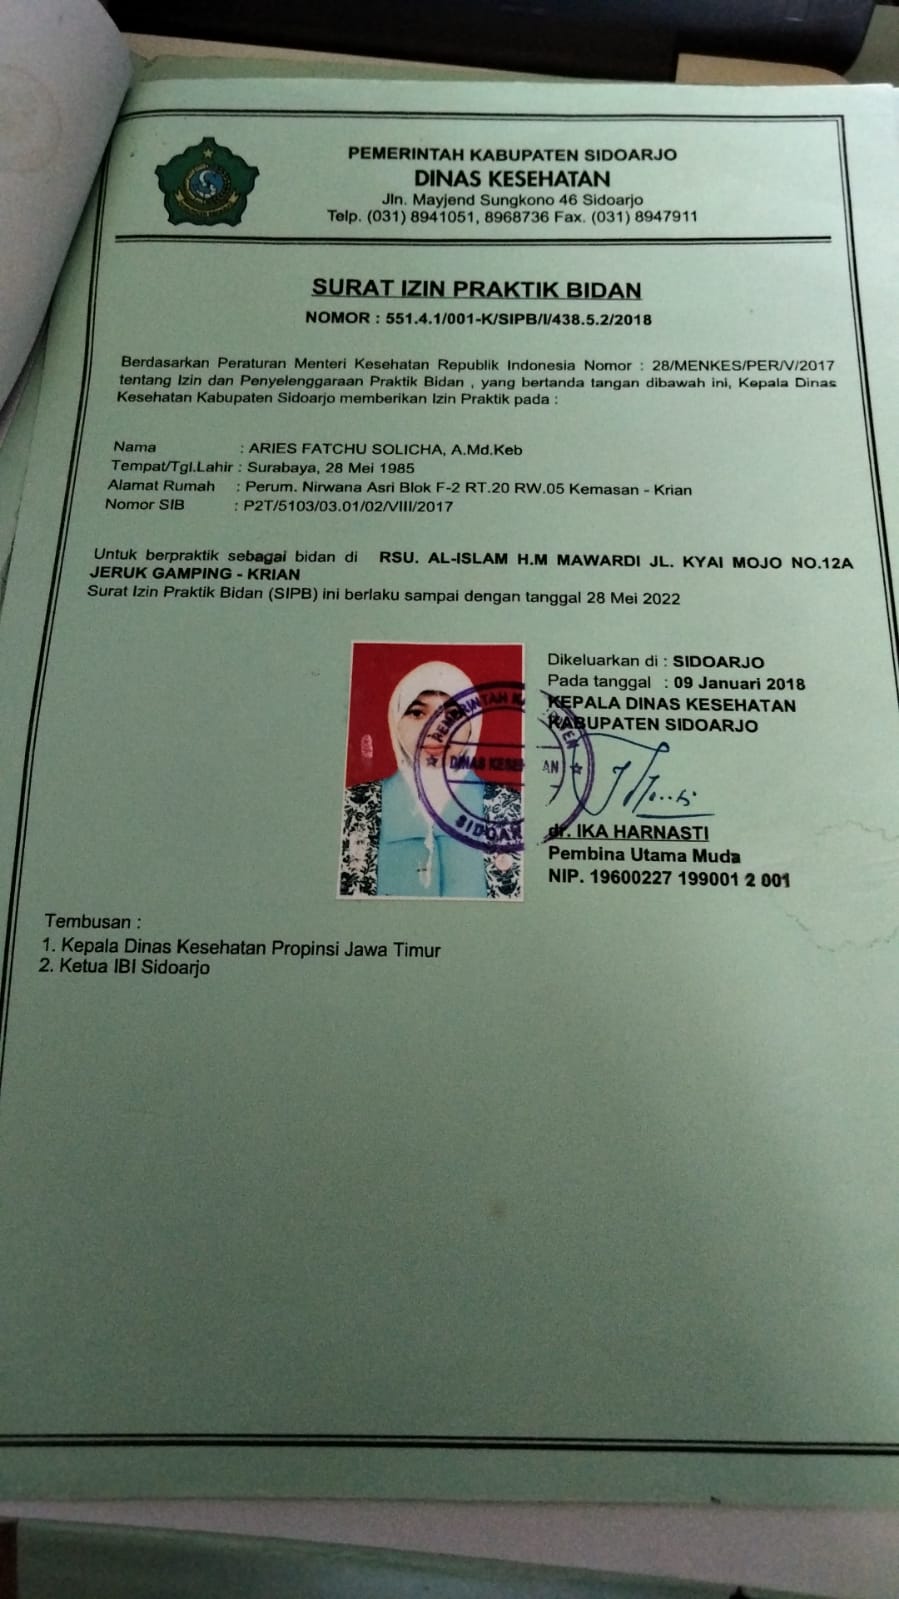 PEMERINTAH KABUPATEN SIDOARJO
DINAS KESEHATAN
Jln. Mayjend Sungkono 46 Sidoarjo
Telp. (031) 8941051, 8968736 Fax. (031) 8947911
SURAT IZIN PRAKTIK BIDAN
NOMOR : 551.4.1/001-K/SIPB/I/438.5.2/2018
Berdasarkan Peraturan Menteri Kesehatan Republik Indonesia Nomor : 28/MENKES/PER/V/2017
tentang Izin dan Penyelenggaraan Praktik Bidan , yang bertanda tangan dibawah ini, Kepala Dinas
Kesehatan Kabupaten Sidoarjo memberikan Izin Praktik pada :
Nama : ARIES FATCHU SOLICHA, A.Md.Keb
Tempat/Tgl.Lahir : Surabaya, 28 Mei 1985
Alamat Rumah : Perum. Nirwana Asri Blok F-2 RT.20 RW.05 Kemasan - Krian
Nomor SIB : P2T/5103/03.01/02/VIII/2017
Untuk berpraktik sebagai bidan di RSU. AL-ISLAM H.M MAWARDI JL. KYAI MOJO NO.12A
JERUK GAMPING - KRIAN
Surat Izin Praktik Bidan (SIPB) ini berlaku sampai dengan tanggal 28 Mei 2022
Dikeluarkan di : SIDOARJO
Pada tanggal : 09 Januari 2018
KEPALA DINAS KESEHATAN
KABUPATEN SIDOARJO
dr. IKA HARNASTI
Pembina Utama Muda
NIP. 19600227 199001 2 001
Tembusan :
1. Kepala Dinas Kesehatan Propinsi Jawa Timur
2. Ketua IBI Sidoarjo